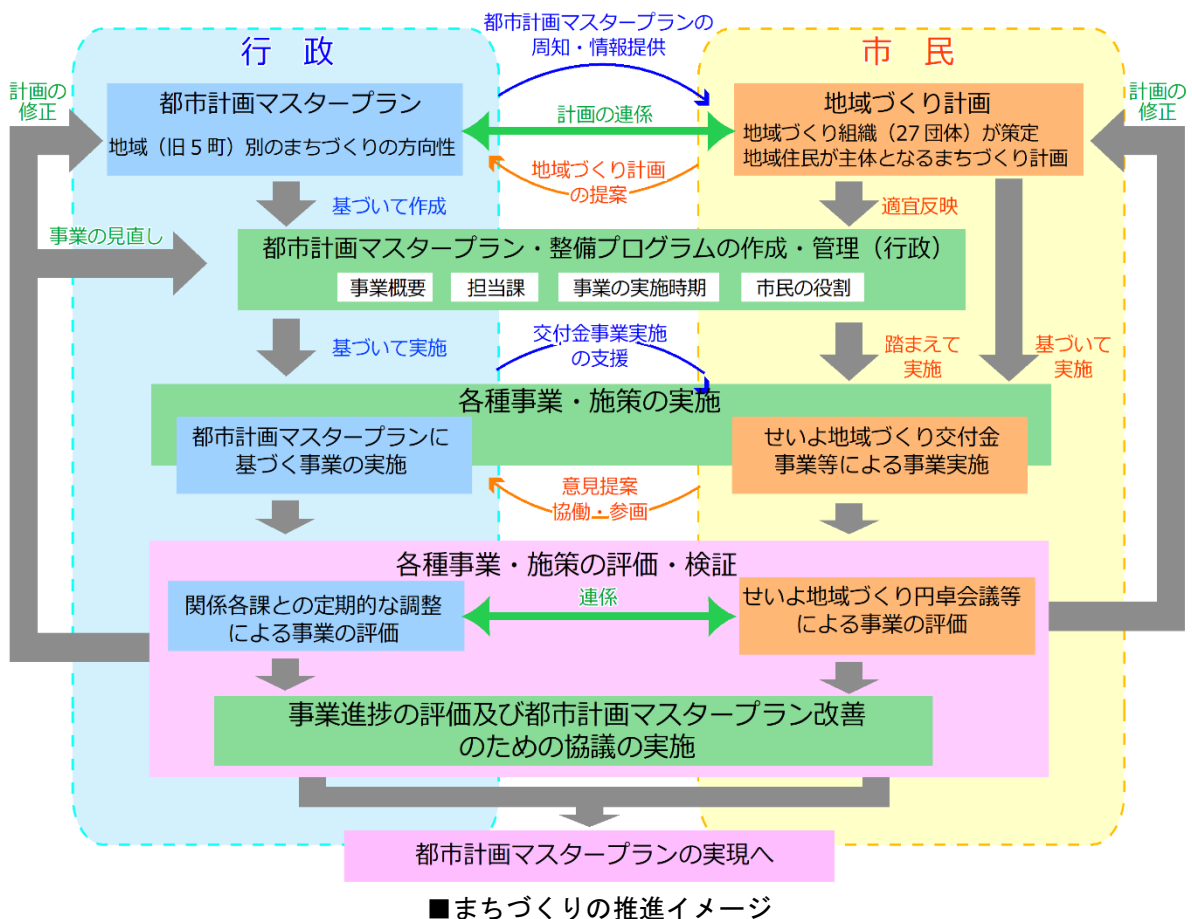 都市計画マスタープランの
周知・情報提供
行 政
市 民
計画の
修正
計画の
修正
都市計画マスタープラン
地域（旧５町）別のまちづくりの方向性
計画の連係
地域づくり計画
地域づくり組織（27 団体）が策定
地域住民が主体となるまちづくり計画
地域づくり計画
の提案
基づいて作成
適宜反映
事業の見直し
都市計画マスタープラン・整備プログラムの作成・管理（行政）
事業概要
担当課
事業の実施時期
市民の役割
基づいて実施
交付金事業実施
の支援
踏まえて
実施
基づいて
実施
各種事業・施策の実施
都市計画マスタープランに
基づく事業の実施
せいよ地域づくり交付金
事業等による事業実施
意見提案
協働・参画
各種事業・施策の評価・検証
関係各課との定期的な調整
による事業の評価
連係
せいよ地域づくり円卓会議等
による事業の評価
事業進捗の評価及び都市計画マスタープラン改善
のための協議の実施
都市計画マスタープランの実現へ
■まちづくりの推進イメージ